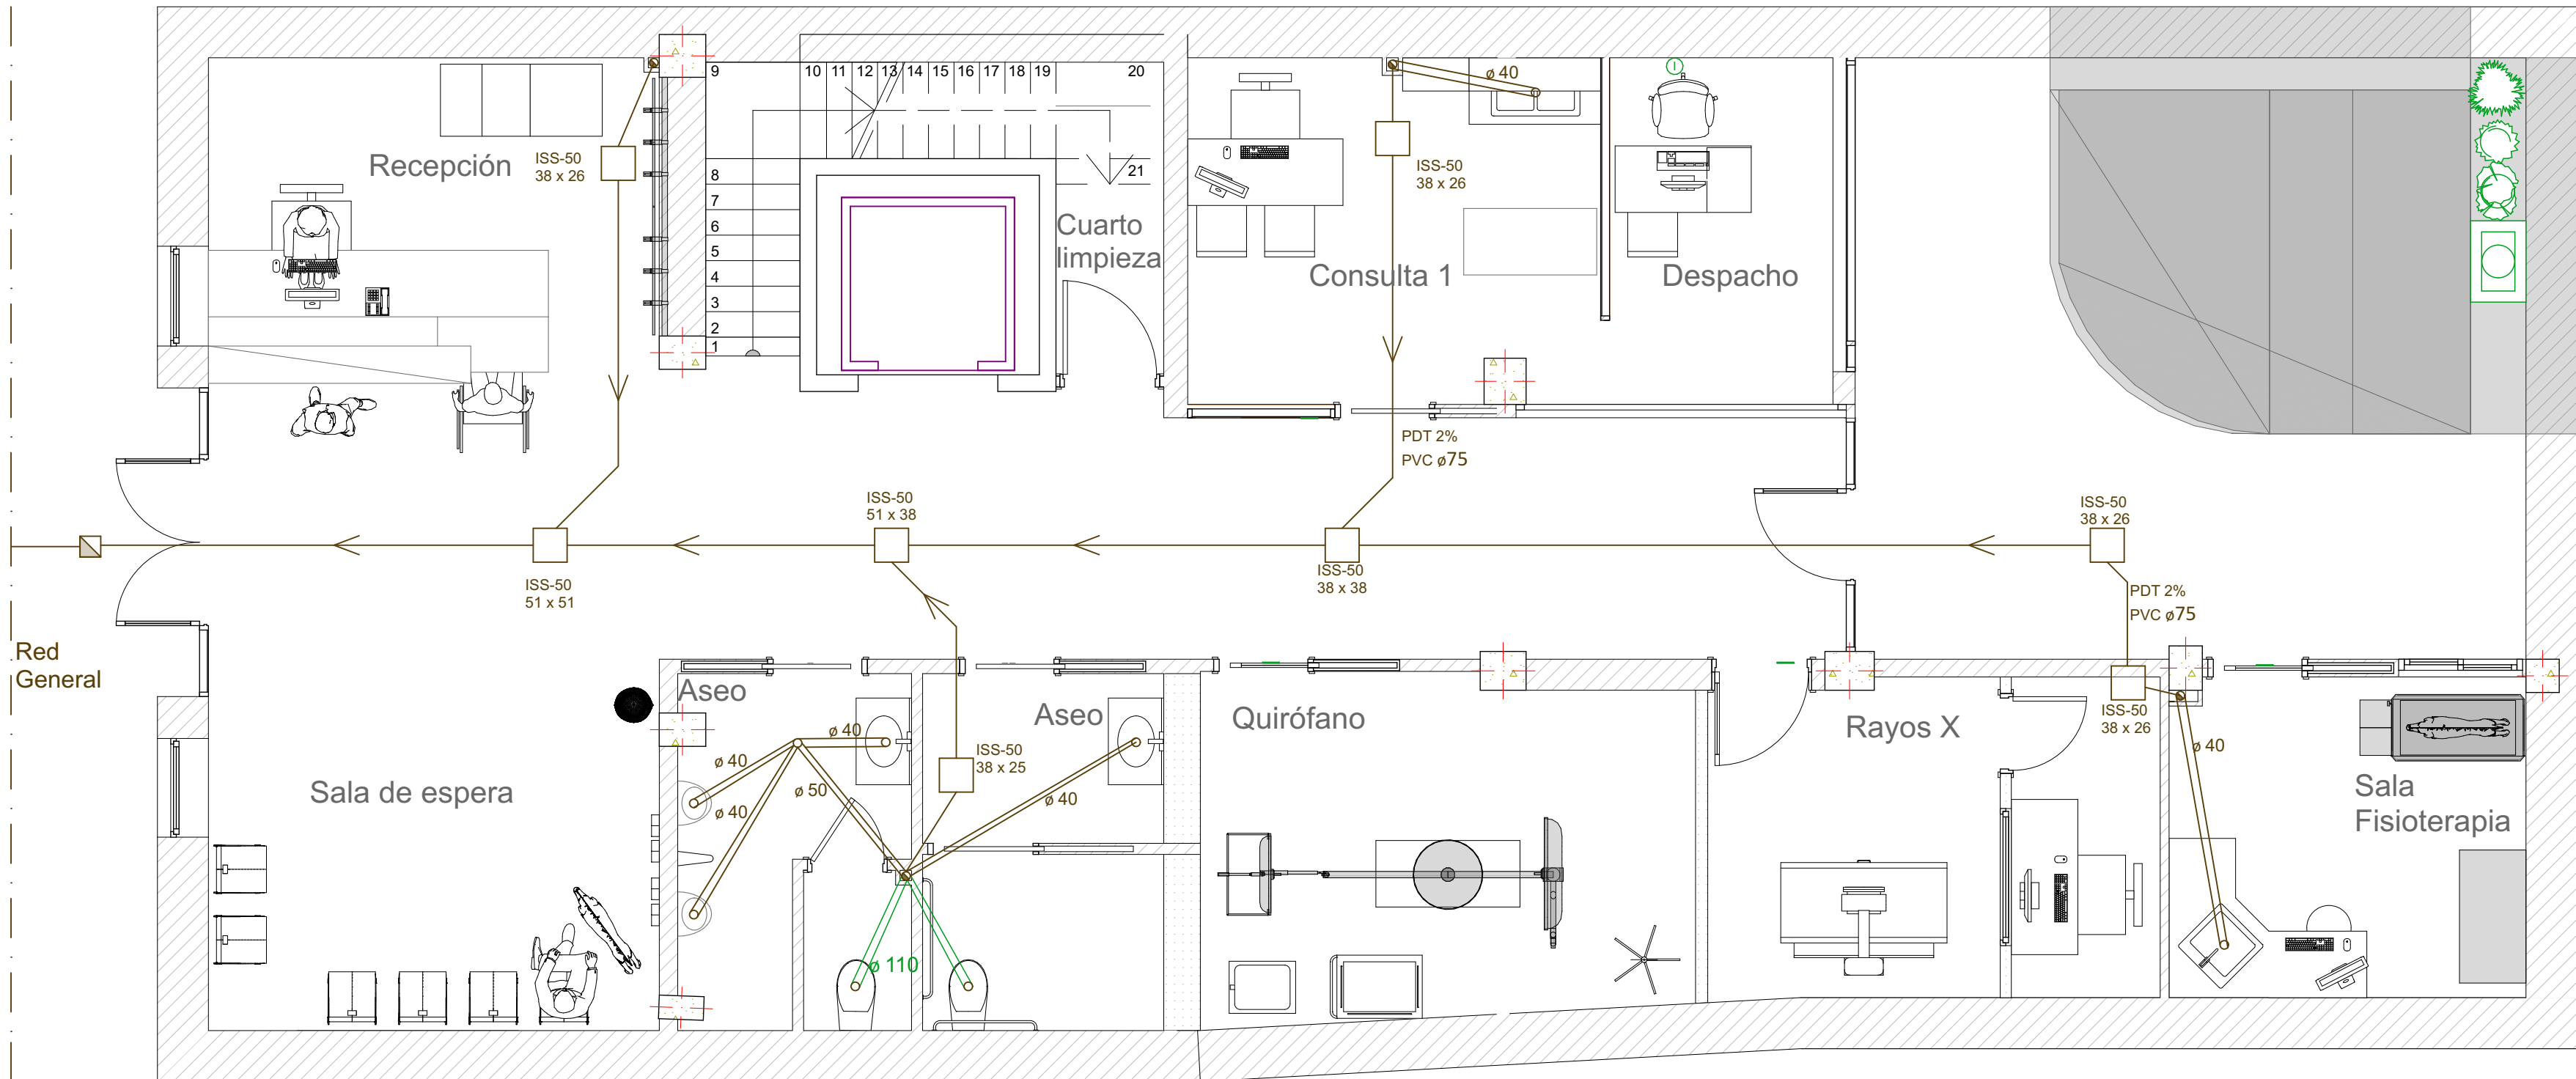 9
10
11
12
13
14
15
16
17
18
19
20
ø 40
Recepción
ISS-50
38 x 26
8
7
6
5
4
3
2
1
21
Cuarto
limpieza
ISS-50
38 x 26
Consulta 1
Despacho
PDT 2%
PVC ø75
ISS-50
51 x 38
ISS-50
38 x 26
ISS-50
51 x 51
ISS-50
38 x 38
PDT 2%
PVC ø75
Red
General
Aseo
Aseo
Quirófano
Rayos X
ISS-50
38 x 26
ø 40
ø 40
ø 40
ø 50
ø 40
ISS-50
38 x 25
ø 40
ø 40
Sala de espera
Sala
Fisioterapia
ø 110